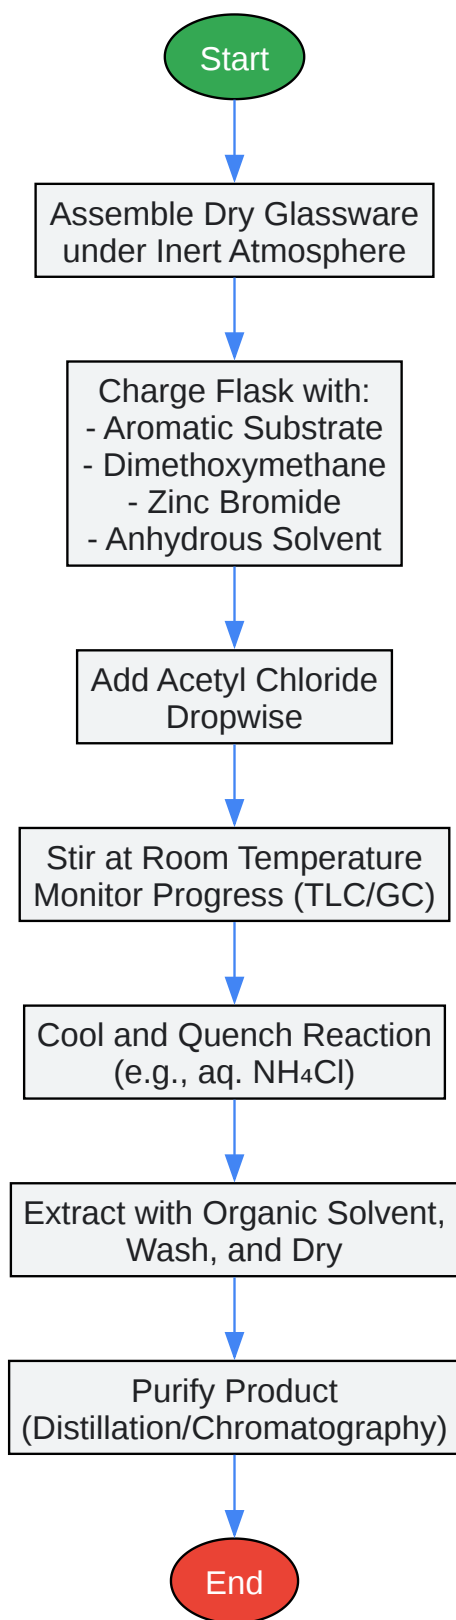 Start
Assemble Dry Glassware
under Inert Atmosphere
Charge Flask with:
- Aromatic Substrate
- Dimethoxymethane
- Zinc Bromide
- Anhydrous Solvent
Add Acetyl Chloride
Dropwise
Stir at Room Temperature
Monitor Progress (TLC/GC)
Cool and Quench Reaction
(e.g., aq. NH₄Cl)
Extract with Organic Solvent,
Wash, and Dry
Purify Product
(Distillation/Chromatography)
End